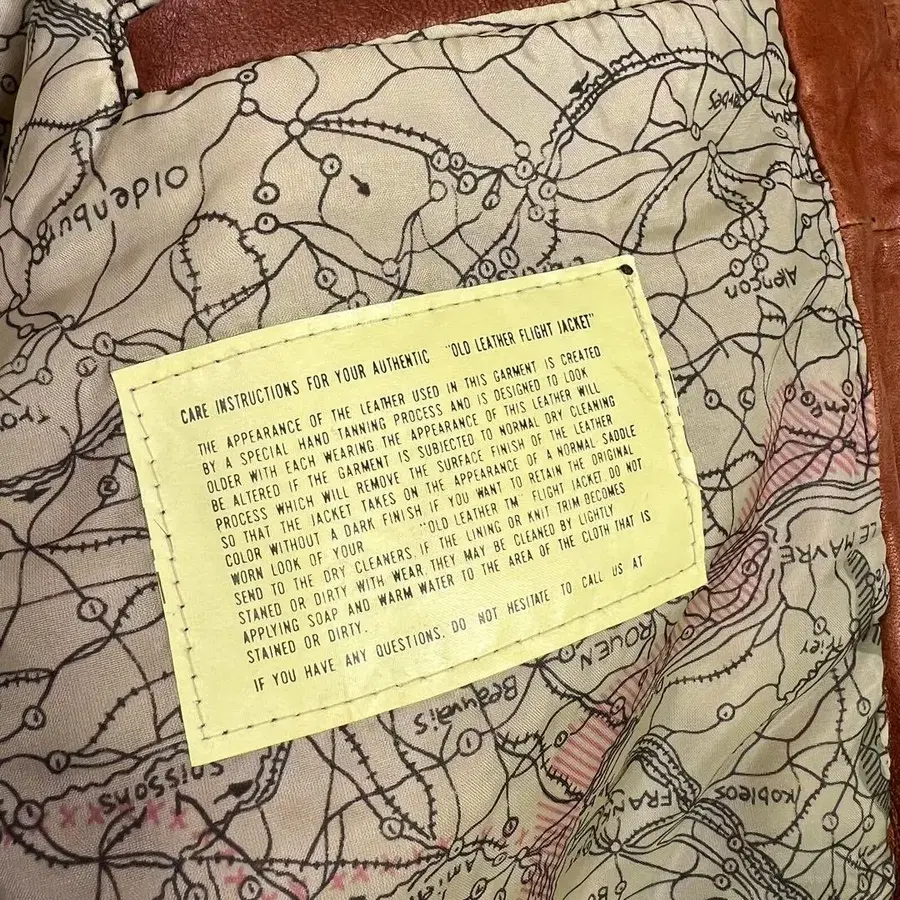 CARE INSTRUCTIONS FOR YOUR AUTHENTIC "OLD LEATHER FLIGHT JACKET"
THE APPEARANCE OF THE LEATHER USED IN THIS GARMENT IS CREATED
BY A SPECIAL HAND TANNING PROCESS AND IS DESIGNED TO LOOK
OLDER WITH EACH WEARING THE APPEARANCE OF THIS LEATHER WILL
BE ALTERED IF THE GARMENT IS SUBJECTED TO NORMAL DRY CLEANING
PROCESS WHICH WILL REMOVE THE SURFACE FINISH OF THE LEATHER
SO THAT THE JACKET TAKES ON THE APPEARANCE OF A NORMAL SADDLE
COLOR WITHOUT A DARK FINISH IF YOU WANT TO RETAIN THE ORIGINAL
WORN LOOK OF YOUR "OLD LEATHER TM" FLIGHT JACKET. DO NOT
SEND TO THE DRY CLEANERS. IF THE LINING OR KNIT TRIM BECOMES
STANED OR DIRTY WITH WEAR, THEY MAY BE CLEANED BY LIGHTLY
APPLYING SOAP AND WARM WATER TO THE AREA OF THE CLOTH THAT IS
STAINED OR DIRTY.
IF YOU HAVE ANY QUESTIONS, DO NOT HESITATE TO CALL US AT
Oldenburg
Alençon
LE HAVRE
ROUEN
Beauvais
Soissons
FRAN
Kobleos